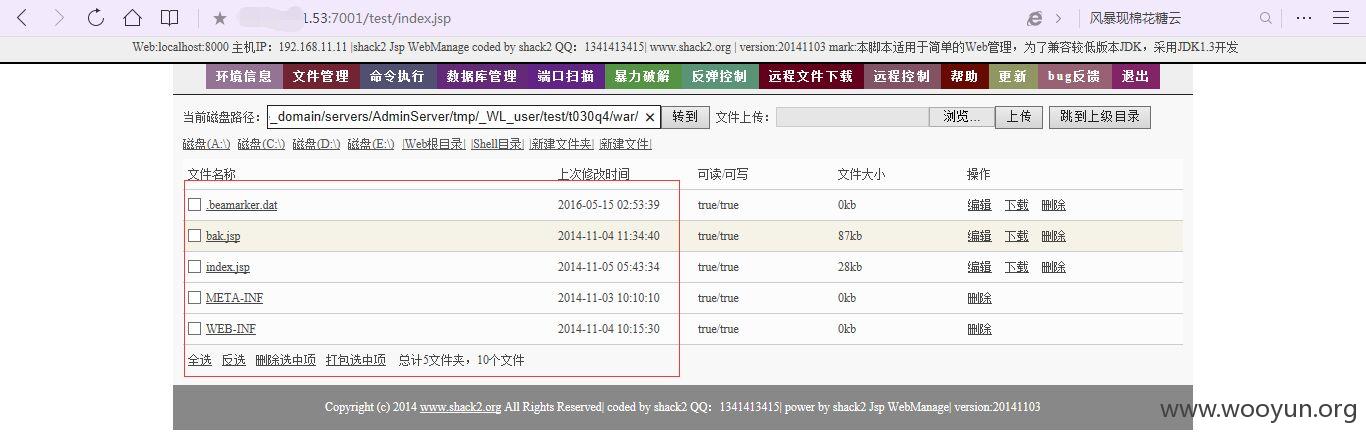 1.53:7001/test/index.jsp
风暴现棉花糖云
Web:localhost:8000 主机IP：192.168.11.11 |shack2 Jsp WebManage coded by shack2 QQ：1341413415| www.shack2.org | version:20141103 mark:本脚本适用于简单的Web管理，为了兼容较低版本JDK，采用JDK1.3开发
环境信息 文件管理 命令执行 数据库管理 端口扫描 暴力破解 反弹控制 远程文件下载 远程控制 帮助 更新 bug反馈 退出
当前磁盘路径： _domain/servers/AdminServer/tmp/_WL_user/test/t030q4/war/ × 转到 文件上传： 浏览... 上传 跳到上级目录
磁盘(A:\) 磁盘(C:\) 磁盘(D:\) 磁盘(E:\) |Web根目录| |Shell目录| |新建文件夹| |新建文件|
文件名称 上次修改时间 可读/可写 文件大小 操作
.beamarker.dat 2016-05-15 02:53:39 true/true 0kb 编辑 下载 删除
bak.jsp 2014-11-04 11:34:40 true/true 87kb 编辑 下载 删除
index.jsp 2014-11-05 05:43:34 true/true 28kb 编辑 下载 删除
META-INF 2014-11-03 10:10:10 true/true 0kb 删除
WEB-INF 2014-11-04 10:15:30 true/true 0kb 删除
全选 反选 删除选中项 打包选中项 总计5文件夹，10个文件
Copyright (c) 2014 www.shack2.org All Rights Reserved| coded by shack2 QQ：1341413415| power by shack2 Jsp WebManage| version:20141103
www.wooyun.org